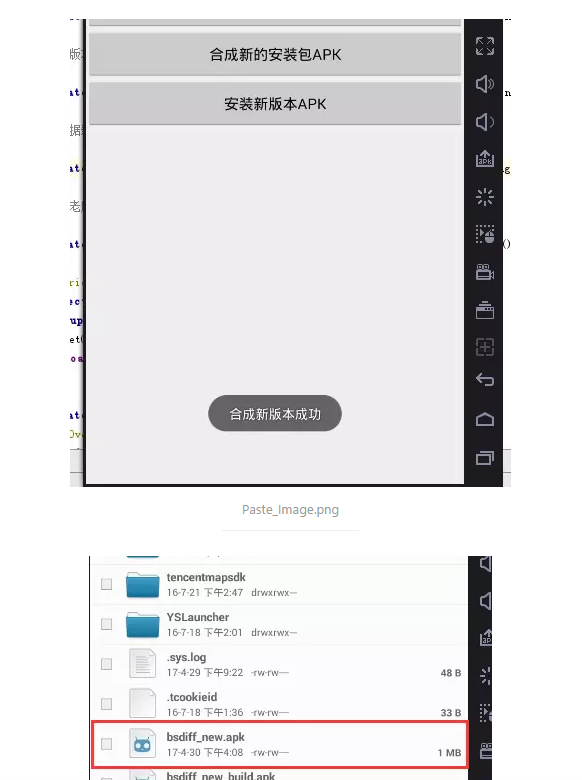 合成新的安装包APK
安装新版本APK
合成新版本成功
Paste_Image.png
tencentmapsdk
16-7-21 下午2:47 drwxrwx---
YSLauncher
16-7-18 下午2:01 drwxrwx---
.sys.log
17-4-29 下午9:22 -rw-rw---- 48 B
.tcookieid
16-7-18 下午1:36 -rw-rw---- 33 B
bsdiff_new.apk
17-4-30 下午4:08 -rw-rw---- 1 MB
bsdiff_new_build.apk